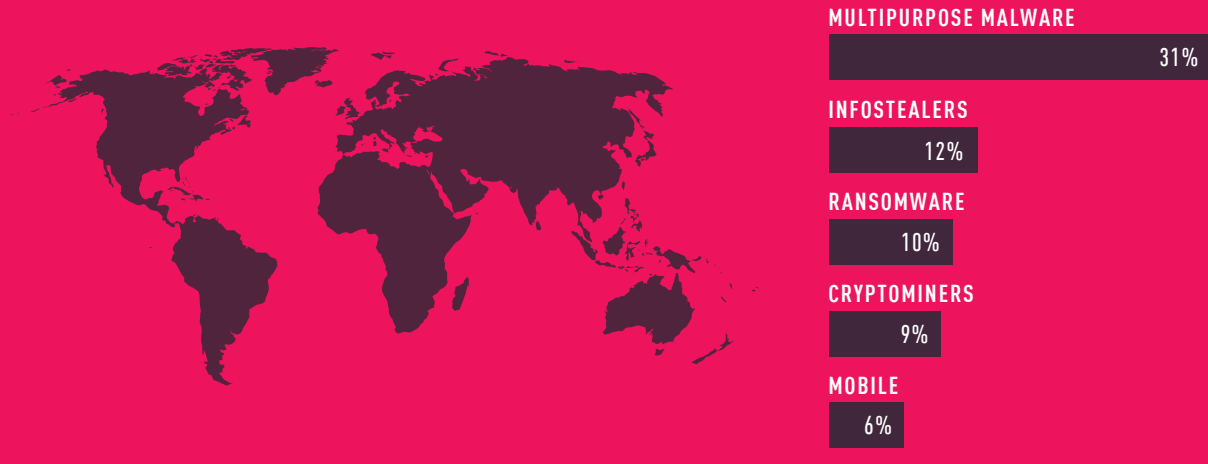 MULTIPURPOSE MALWARE
31%
INFOSTEALERS
12%
RANSOMWARE
10%
CRYPTOMINERS
9%
MOBILE
6%